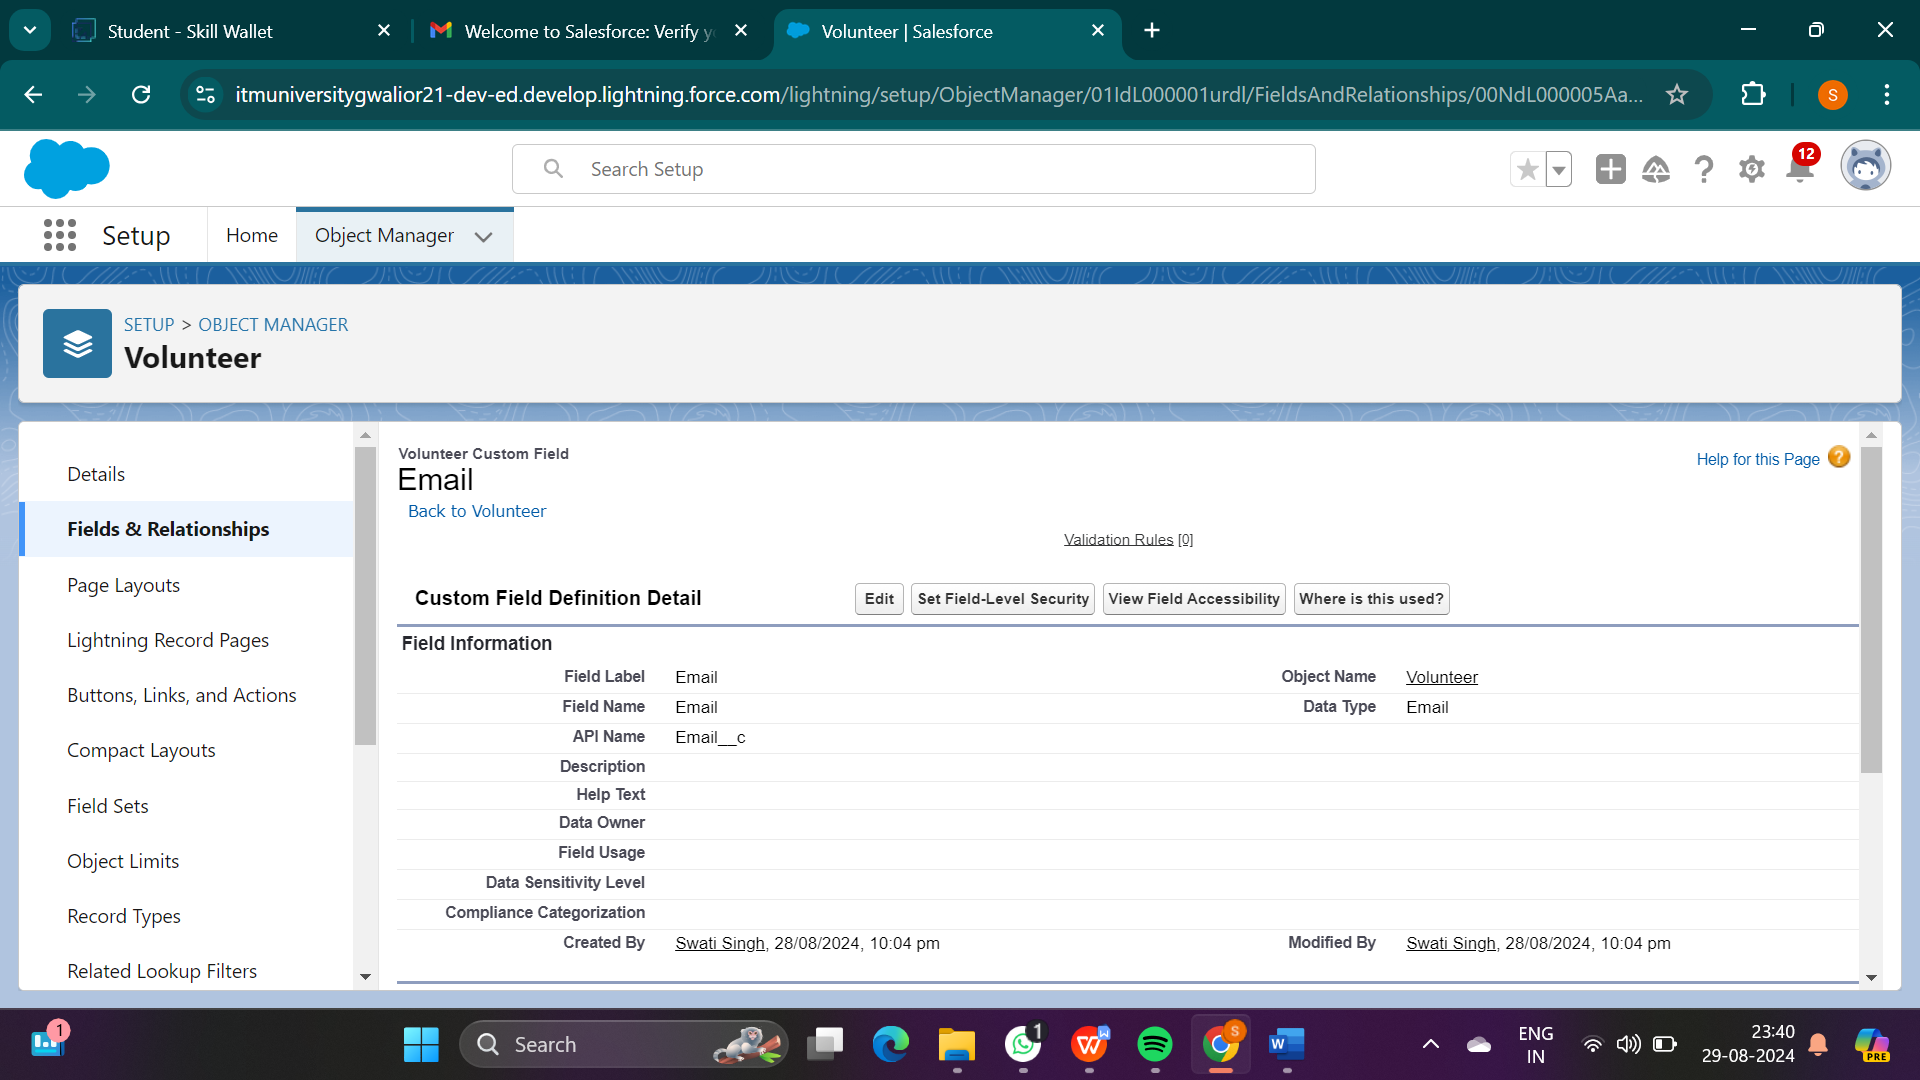 Student - Skill Wallet
Welcome to Salesforce: Verify yo
Volunteer | Salesforce
itmuniversitygwalior21-dev-ed.develop.lightning.force.com/lightning/setup/ObjectManager/01IdL000001urdl/FieldsAndRelationships/00NdL000005Aa...
S
Search Setup
12
Setup
Home
Object Manager
SETUP > OBJECT MANAGER
Volunteer
Details
Fields & Relationships
Page Layouts
Lightning Record Pages
Buttons, Links, and Actions
Compact Layouts
Field Sets
Object Limits
Record Types
Related Lookup Filters
Volunteer Custom Field
Email
Back to Volunteer
Help for this Page ?
Validation Rules [0]
Custom Field Definition Detail
Edit
Set Field-Level Security
View Field Accessibility
Where is this used?
Field Information
Field Label Email
Object Name Volunteer
Field Name Email
Data Type Email
API Name Email__c
Description
Help Text
Data Owner
Field Usage
Data Sensitivity Level
Compliance Categorization
Created By Swati Singh, 28/08/2024, 10:04 pm
Modified By Swati Singh, 28/08/2024, 10:04 pm
1
Search
1
W
W
S
W
ENG
IN
23:40
29-08-2024
PRE